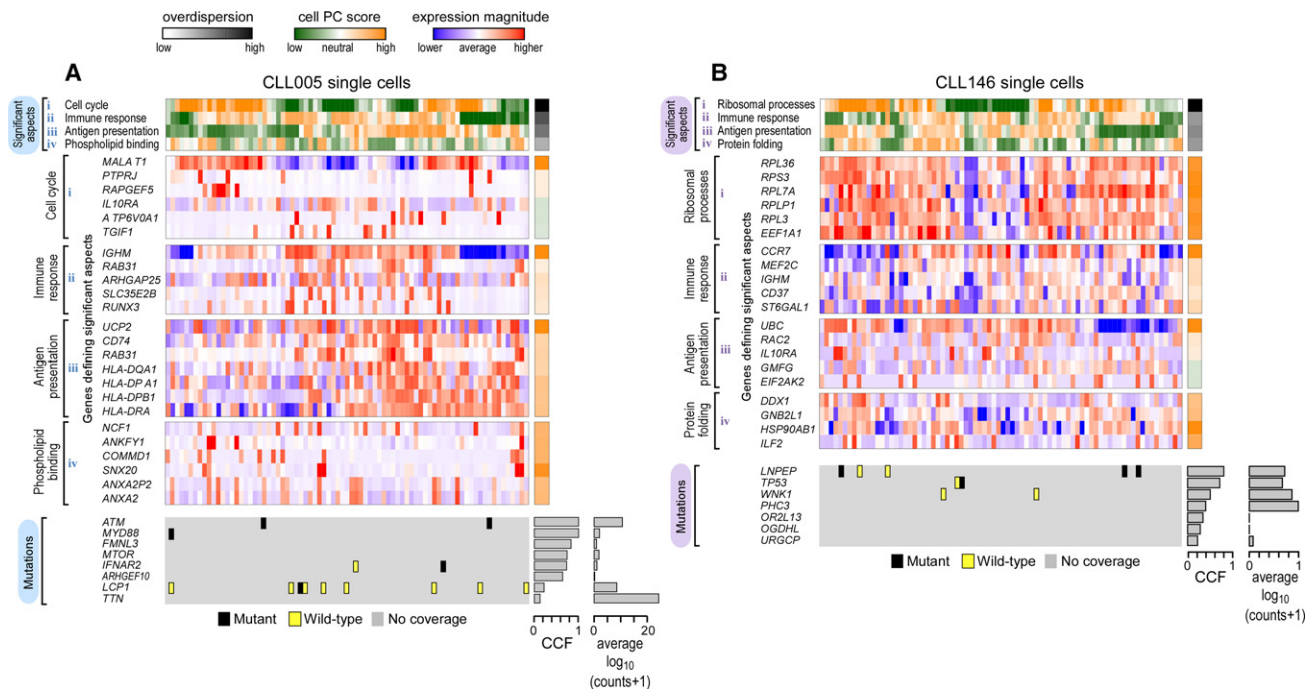 overdispersion
low high
cell PC score
low neutral high
expression magnitude
lower average higher
A
CLL005 single cells
Significant aspects
i Cell cycle
ii Immune response
iii Antigen presentation
iv Phospholipid binding
Genes defining significant aspects
Cell cycle
i
MALA T1
PTPRJ
RAPGEF5
IL10RA
A TP6V0A1
TGIF1
Immune response
ii
IGHM
RAB31
ARHGAP25
SLC35E2B
RUNX3
Antigen presentation
iii
UCP2
CD74
RAB31
HLA-DQA1
HLA-DP A1
HLA-DPB1
HLA-DRA
Phospholipid binding
iv
NCF1
ANKFY1
COMMD1
SNX20
ANXA2P2
ANXA2
Mutations
ATM
MYD88
FMNL3
MTOR
IFNAR2
ARHGEF10
LCP1
TTN
Mutant Wild-type No coverage
0 1
CCF
0 20
average
log10
(counts+1)
B
CLL146 single cells
Significant aspects
i Ribosomal processes
ii Immune response
iii Antigen presentation
iv Protein folding
Genes defining significant aspects
Ribosomal processes
i
RPL36
RPS3
RPL7A
RPLP1
RPL3
EEF1A1
Immune response
ii
CCR7
MEF2C
IGHM
CD37
ST6GAL1
Antigen presentation
iii
UBC
RAC2
IL10RA
GMFG
EIF2AK2
Protein folding
iv
DDX1
GNB2L1
HSP90AB1
ILF2
Mutations
LNPEP
TP53
WNK1
PHC3
OR2L13
OGDHL
URGCP
Mutant Wild-type No coverage
0 1
CCF
0 1
average
log10
(counts+1)